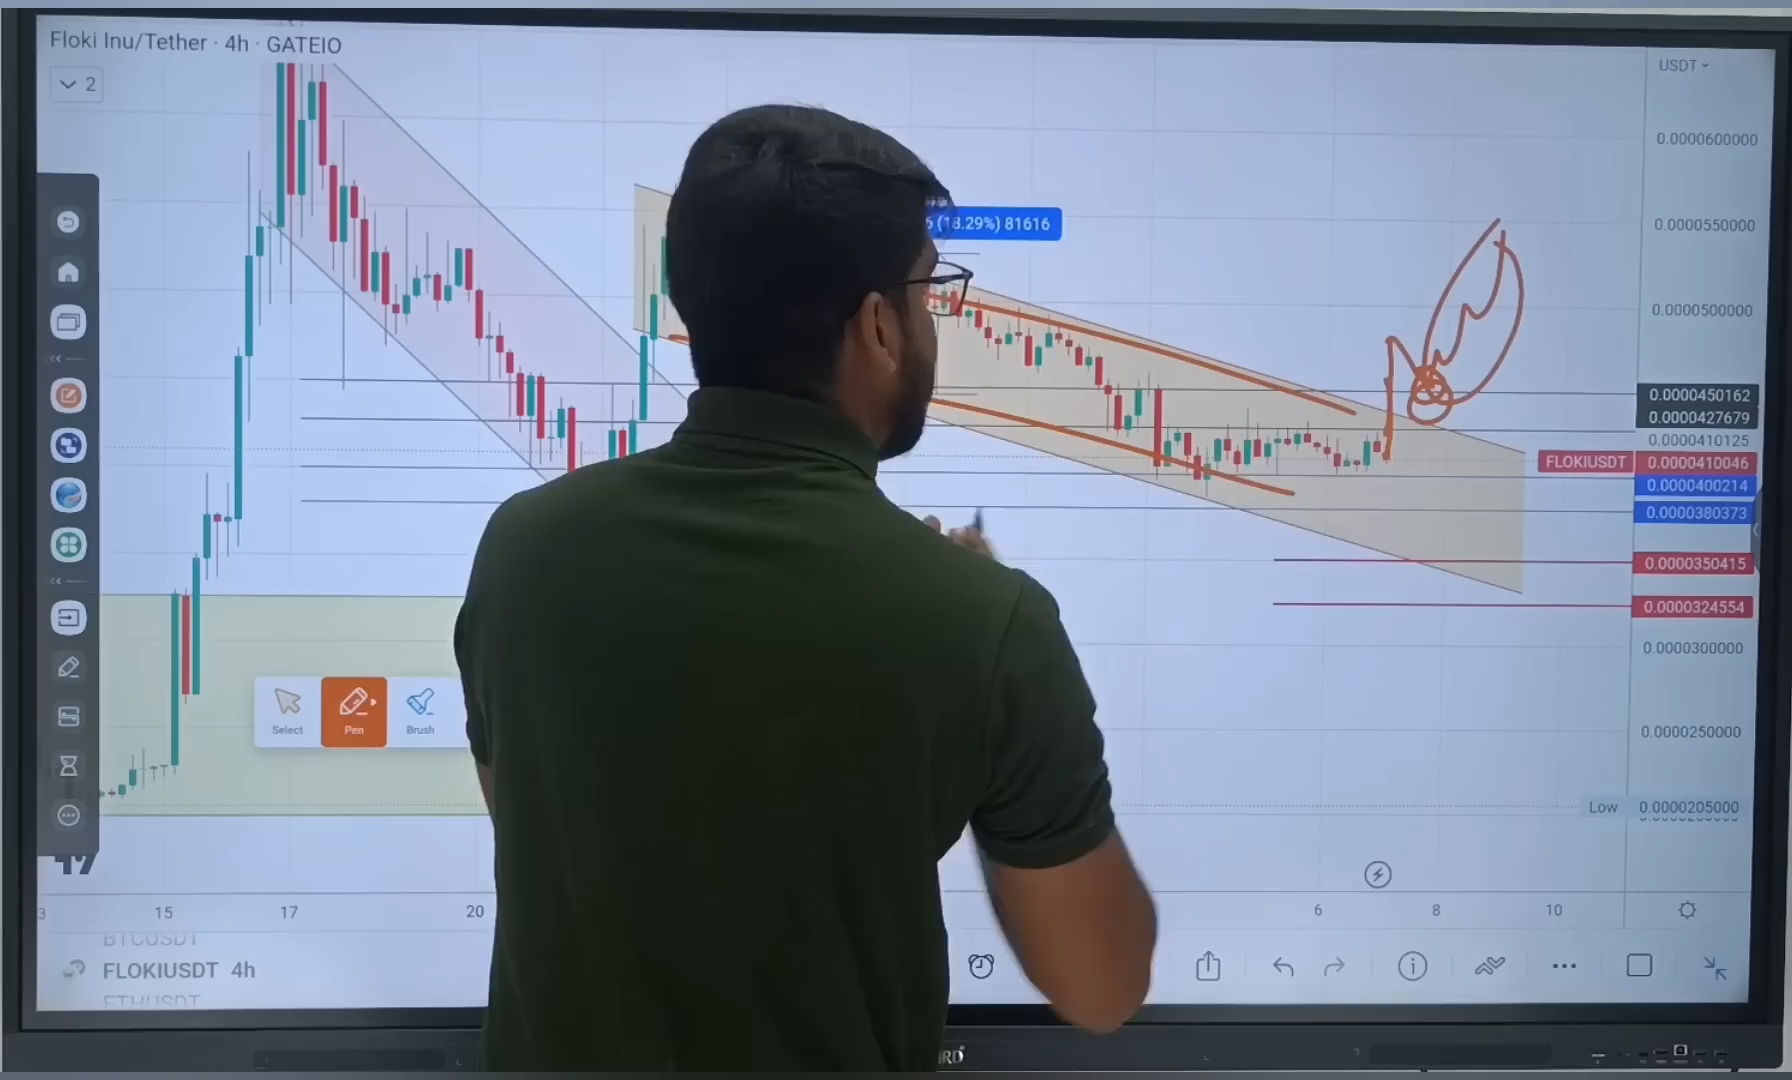 Floki Inu/Tether · 4h · GATEIO
2
USDT
0.0000600000
(18.29%) 81616
0.0000550000
0.0000500000
0.0000450162
0.0000427679
0.0000410125
FLOKIUSDT 0.0000410046
0.0000400214
0.0000380373
0.0000350415
0.0000324554
0.0000300000
Select Pen Brush
0.0000250000
Low 0.0000205000
15 17 20 6 8 10
BTCUSDT
FLOKIUSDT 4h
ETHUSDT